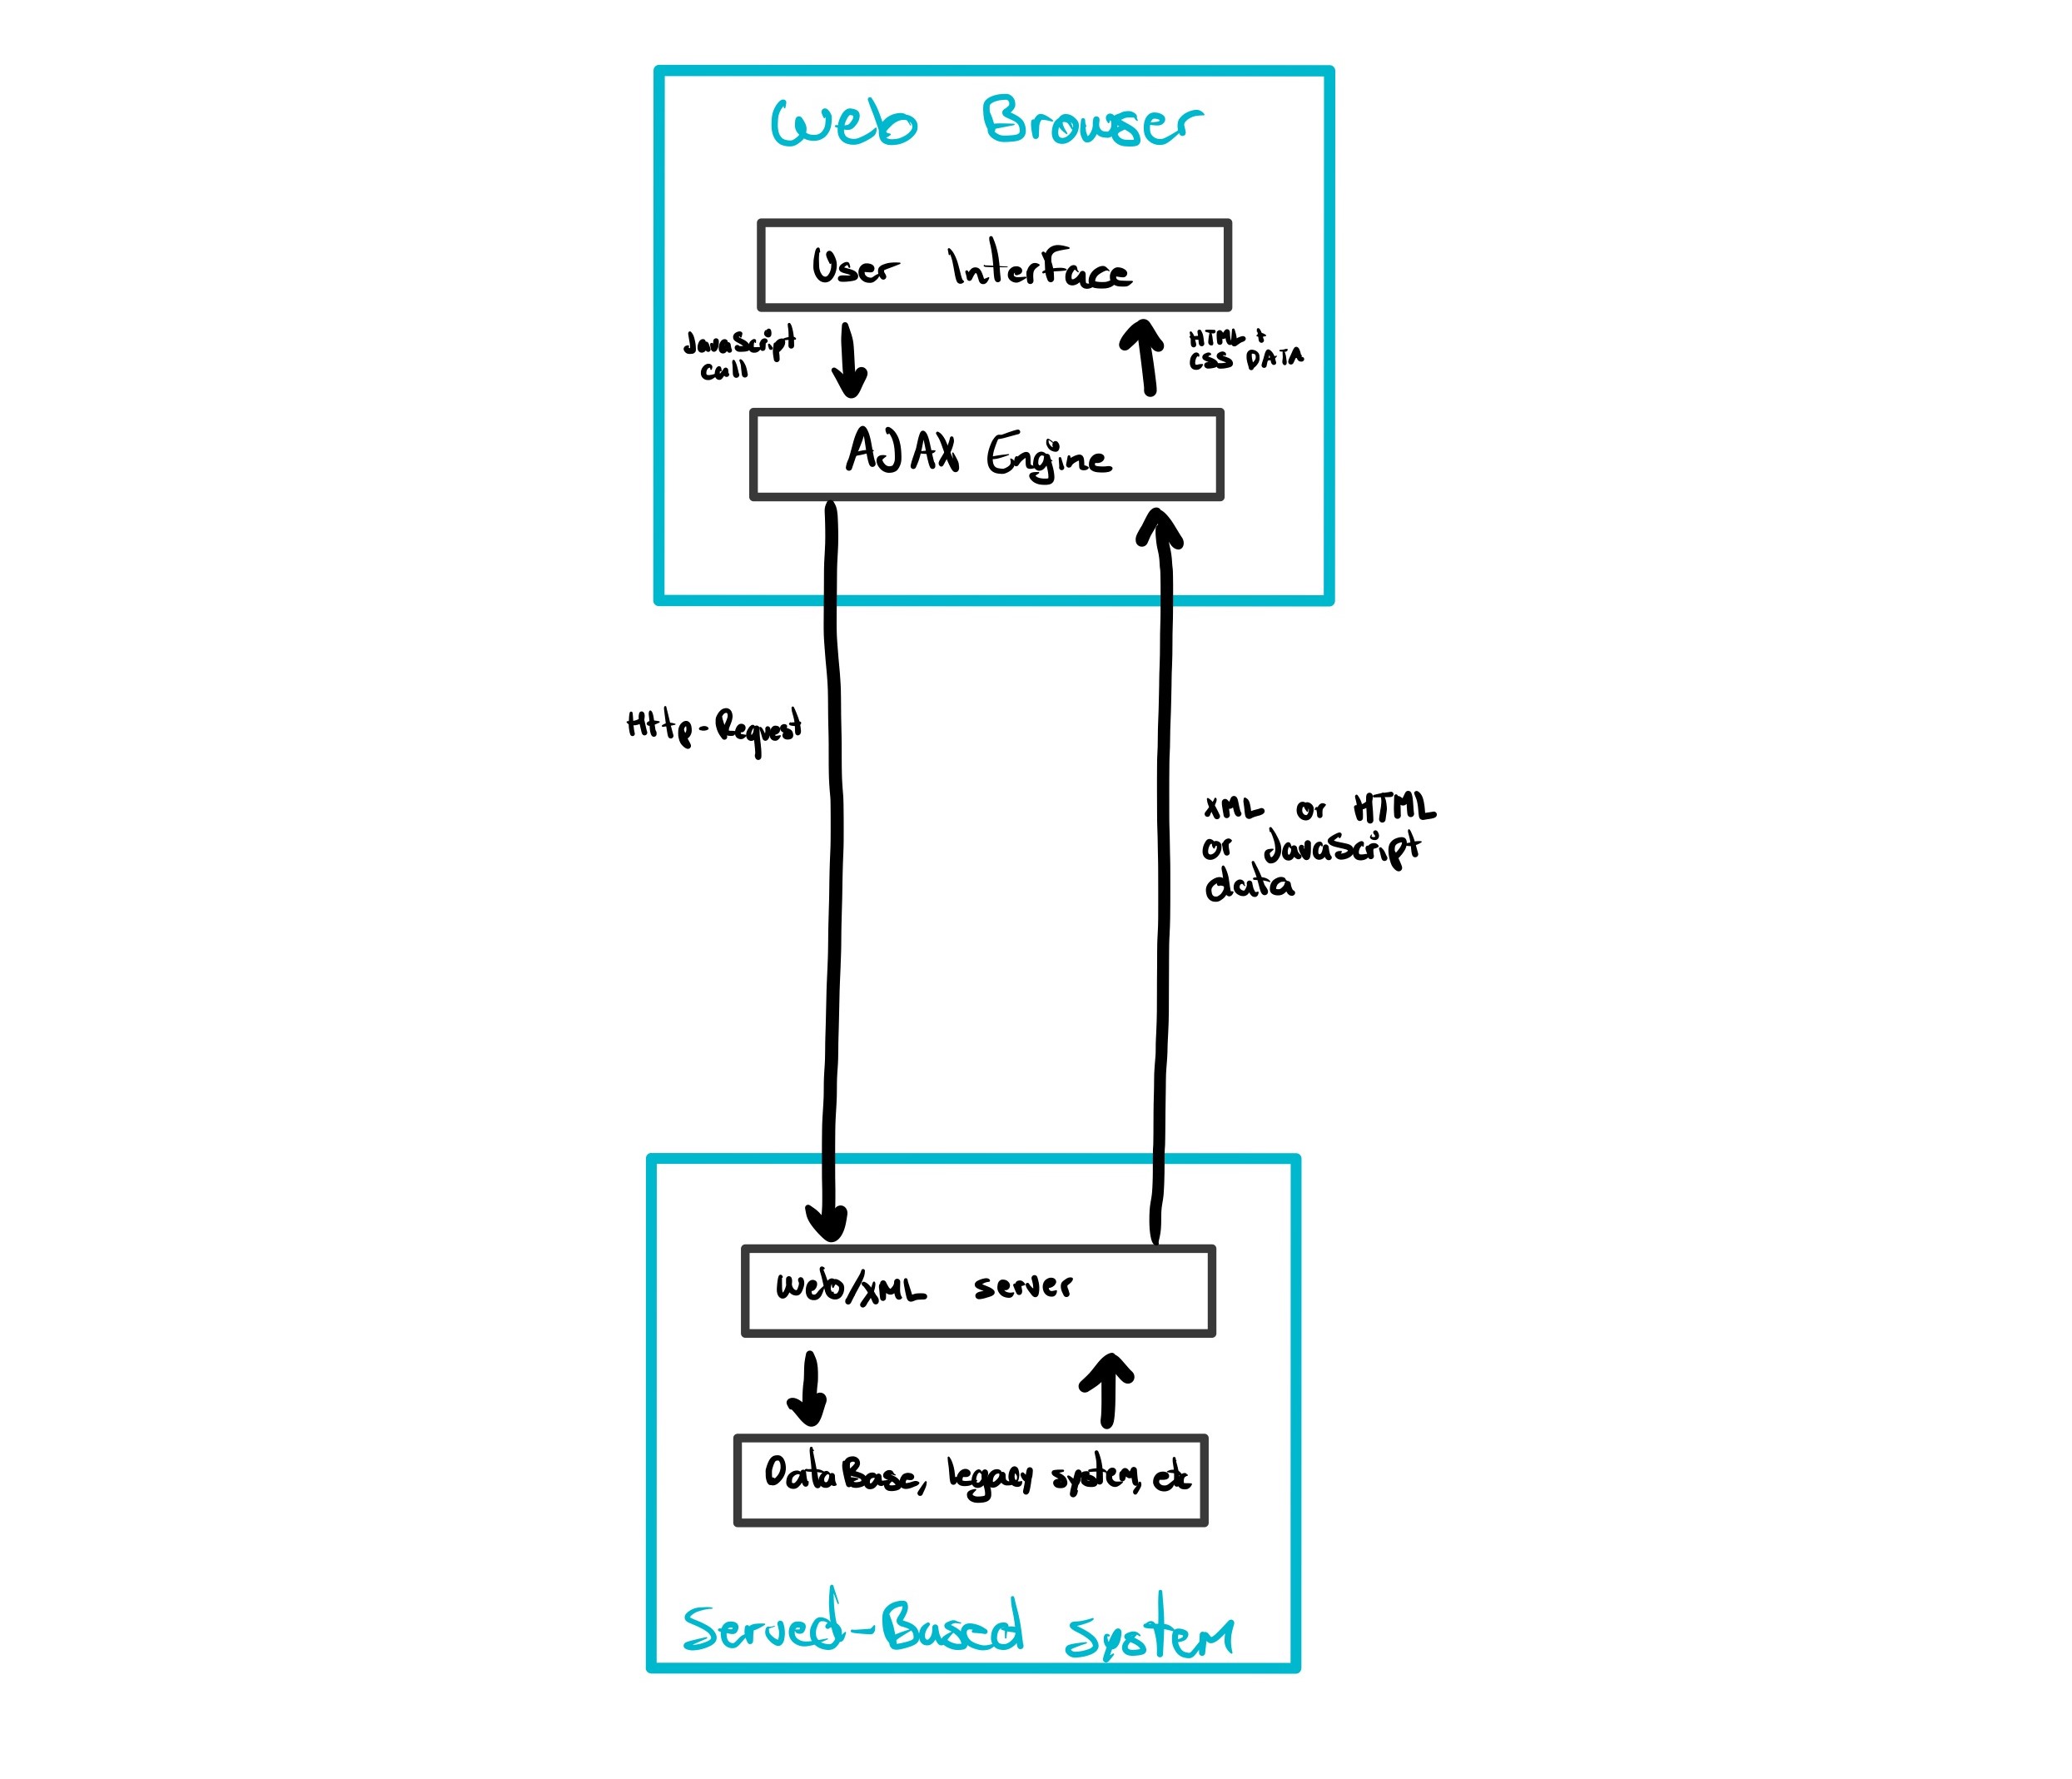 Web Browser
User Interface
JavaScript
call
HTML +
CSS DATA
AJAX Engine
Http-Request
XML or HTML
or JavaScript
data
Web/XML server
DataBase, legacy system, etc
Served-Based system